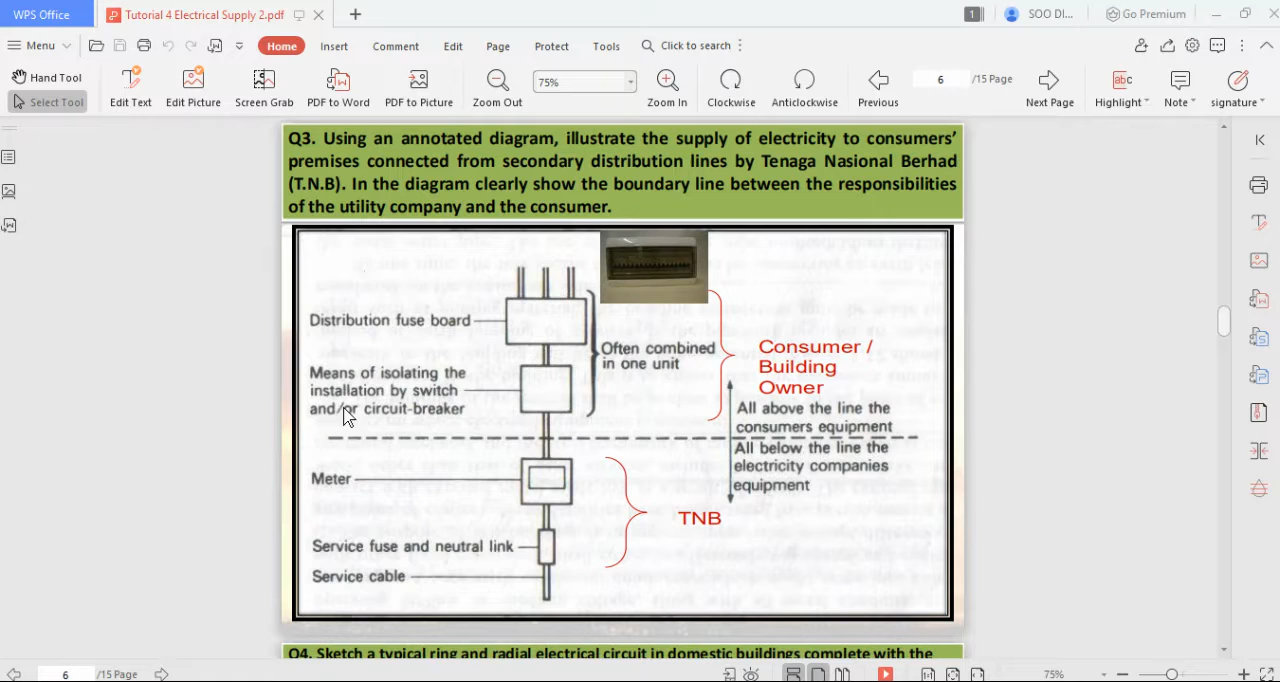 WPS Office
Tutorial 4 Electrical Supply 2.pdf
1
SOO DI...
Go Premium
Menu
Home
Insert
Comment
Edit
Page
Protect
Tools
Click to search
Hand Tool
Select Tool
Edit Text
Edit Picture
Screen Grab
PDF to Word
PDF to Picture
Zoom Out
75%
Zoom In
Clockwise
Anticlockwise
Previous
6
/15 Page
Next Page
Highlight
Note
signature
Q3. Using an annotated diagram, illustrate the supply of electricity to consumers'
premises connected from secondary distribution lines by Tenaga Nasional Berhad
(T.N.B). In the diagram clearly show the boundary line between the responsibilities
of the utility company and the consumer.
Distribution fuse board
Often combined
in one unit
Consumer /
Building
Owner
Means of isolating the
installation by switch
and/or circuit-breaker
All above the line the
consumers equipment
All below the line the
electricity companies
equipment
Meter
TNB
Service fuse and neutral link
Service cable
Q4. Sketch a typical ring and radial electrical circuit in domestic buildings complete with the
6
/15 Page
75%